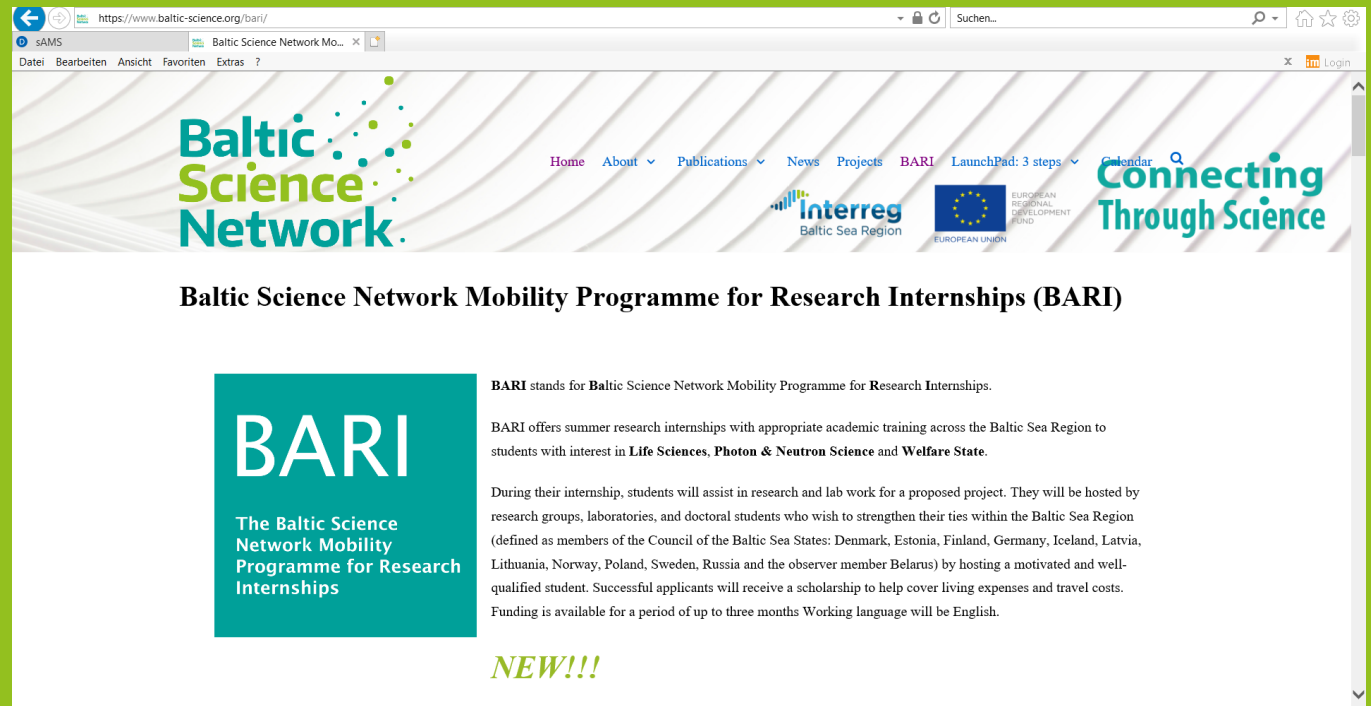 https://www.baltic-science.org/bari/
Suchen...
sAMS
Baltic Science Network Mo...
Datei Bearbeiten Ansicht Favoriten Extras ?
x im Login
Baltic
Science
Network
Home About Publications News Projects BARI LaunchPad: 3 steps Calendar
Connecting
Through Science
Interreg
Baltic Sea Region
EUROPEAN UNION
EUROPEAN
REGIONAL
DEVELOPMENT
FUND
Baltic Science Network Mobility Programme for Research Internships (BARI)
BARI
The Baltic Science
Network Mobility
Programme for Research
Internships
BARI stands for Baltic Science Network Mobility Programme for Research Internships.
BARI offers summer research internships with appropriate academic training across the Baltic Sea Region to
students with interest in Life Sciences, Photon & Neutron Science and Welfare State.
During their internship, students will assist in research and lab work for a proposed project. They will be hosted by
research groups, laboratories, and doctoral students who wish to strengthen their ties within the Baltic Sea Region
(defined as members of the Council of the Baltic Sea States: Denmark, Estonia, Finland, Germany, Iceland, Latvia,
Lithuania, Norway, Poland, Sweden, Russia and the observer member Belarus) by hosting a motivated and well-
qualified student. Successful applicants will receive a scholarship to help cover living expenses and travel costs.
Funding is available for a period of up to three months Working language will be English.
NEW!!!